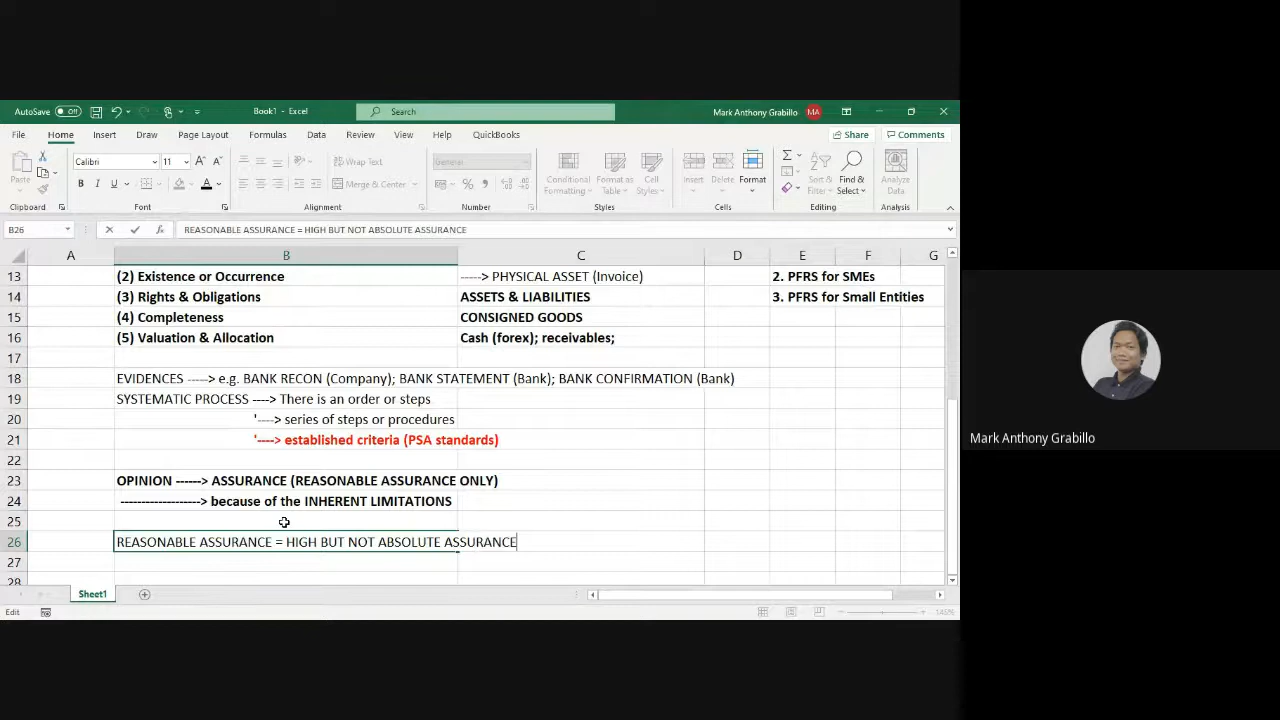 AutoSave Off Book1 - Excel Search Mark Anthony Grabillo MA
File Home Insert Draw Page Layout Formulas Data Review View Help QuickBooks Share Comments
Paste Calibri 11 A A Wrap Text General Conditional Formatting Format as Table Cell Styles Insert Delete Format Sort & Filter Find & Select Analyze Data
B I U A Merge & Center % 9
Clipboard Font Alignment Number Styles Cells Editing Analysis
B26 fx REASONABLE ASSURANCE = HIGH BUT NOT ABSOLUTE ASSURANCE
A B C D E F G
13 (2) Existence or Occurrence -----> PHYSICAL ASSET (Invoice) 2. PFRS for SMEs
14 (3) Rights & Obligations ASSETS & LIABILITIES 3. PFRS for Small Entities
15 (4) Completeness CONSIGNED GOODS
16 (5) Valuation & Allocation Cash (forex); receivables;
17
18 EVIDENCES -----> e.g. BANK RECON (Company); BANK STATEMENT (Bank); BANK CONFIRMATION (Bank)
19 SYSTEMATIC PROCESS ----> There is an order or steps
20 '----> series of steps or procedures
21 '----> established criteria (PSA standards)
22
23 OPINION ------> ASSURANCE (REASONABLE ASSURANCE ONLY)
24 -------------------> because of the INHERENT LIMITATIONS
25
26 REASONABLE ASSURANCE = HIGH BUT NOT ABSOLUTE ASSURANCE
27
28
Sheet1
Edit
Mark Anthony Grabillo